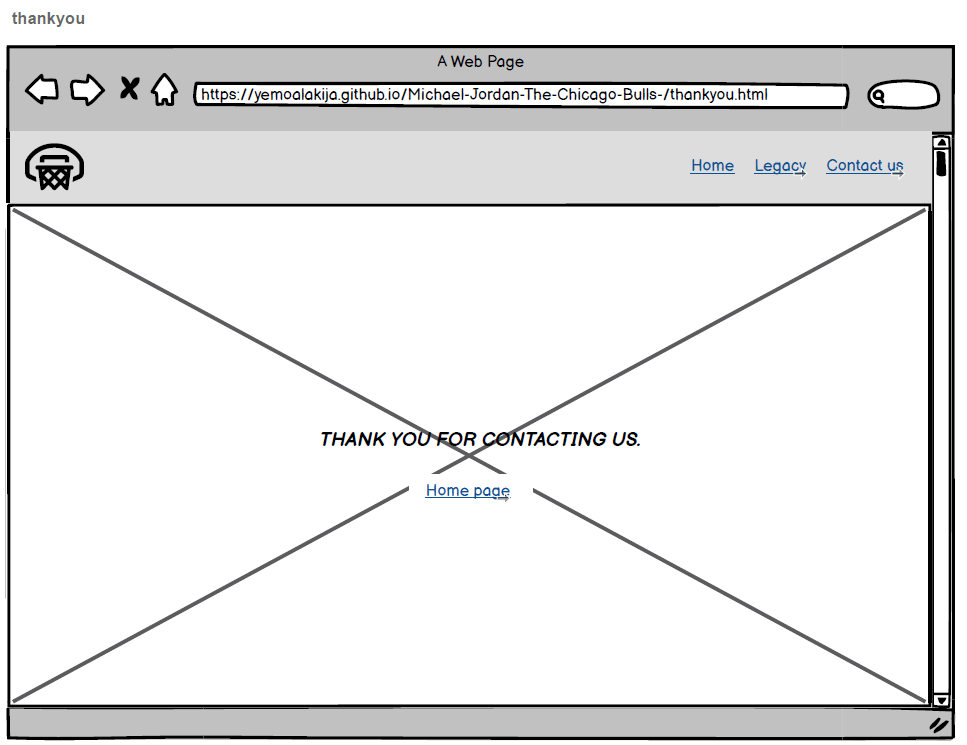 thankyou
A Web Page
https://yemoalakija.github.io/Michael-Jordan-The-Chicago-Bulls-/thankyou.html
Home Legacy Contact us
THANK YOU FOR CONTACTING US.
Home page